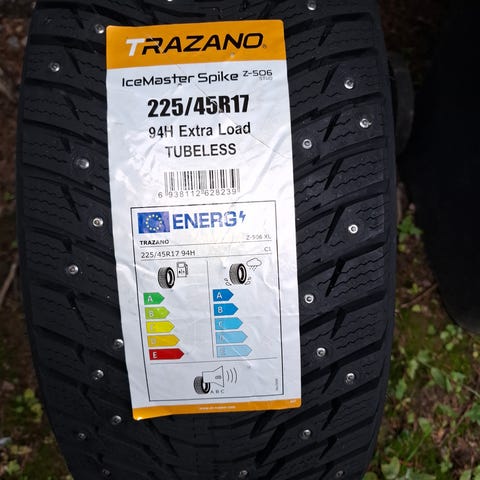 TRAZANO
IceMaster Spike Z-506
STUD
225/45R17
94H Extra Load
TUBELESS
6 938112 628239
ENERG
TRAZANO Z-506 XL
225/45R17 94H C1
A A
B B
C C
D D
E E
A B C